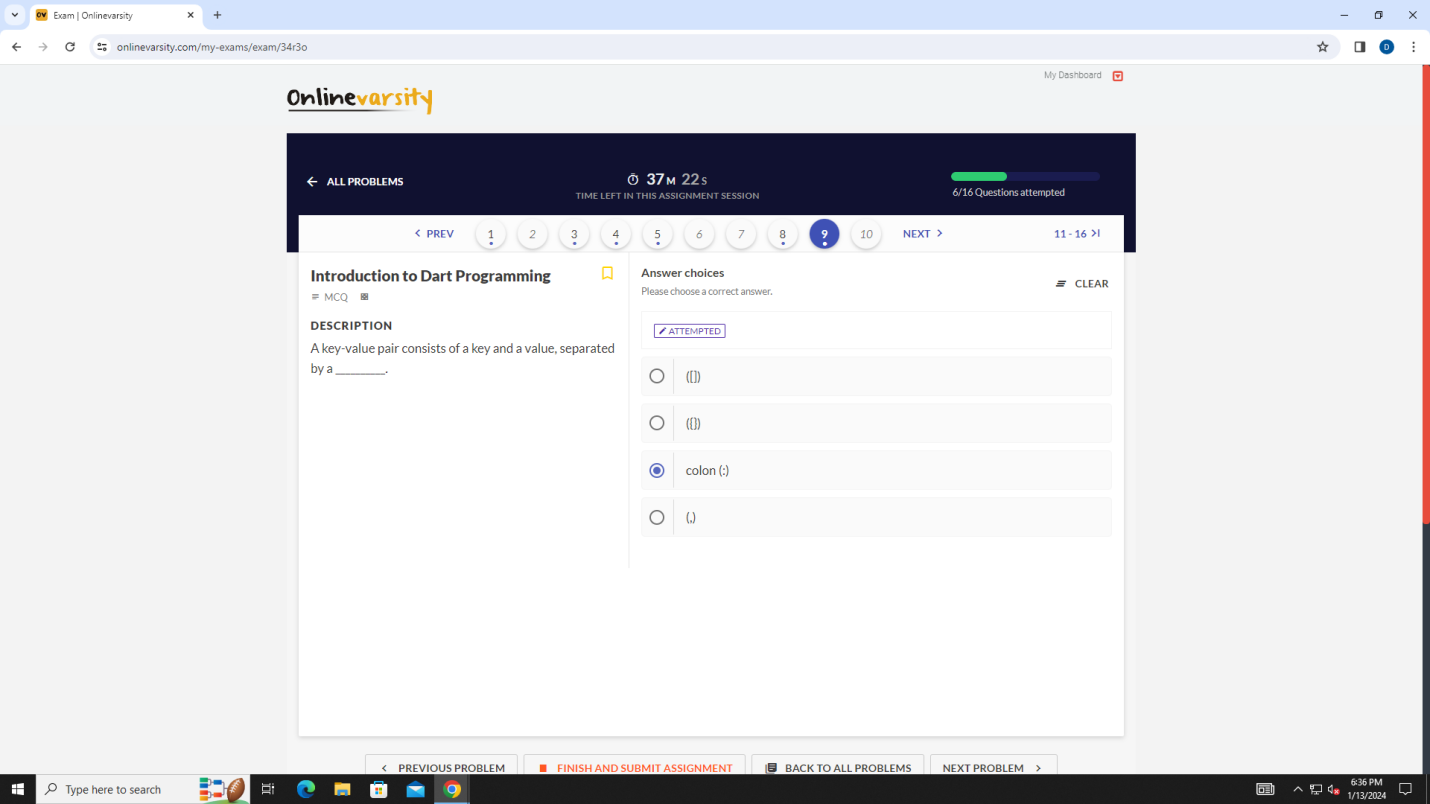 Exam | Onlinevarsity
onlinevarsity.com/my-exams/exam/34r3o
D
My Dashboard
Onlinevarsity
ALL PROBLEMS
37 M 22 S
TIME LEFT IN THIS ASSIGNMENT SESSION
6/16 Questions attempted
PREV 1 2 3 4 5 6 7 8 9 10 NEXT 11 - 16
Introduction to Dart Programming
MCQ
DESCRIPTION
A key-value pair consists of a key and a value, separated
by a __________.
Answer choices
Please choose a correct answer.
CLEAR
ATTEMPTED
([])
({})
colon (:)
(,)
PREVIOUS PROBLEM
FINISH AND SUBMIT ASSIGNMENT
BACK TO ALL PROBLEMS
NEXT PROBLEM
Type here to search
6:36 PM
1/13/2024